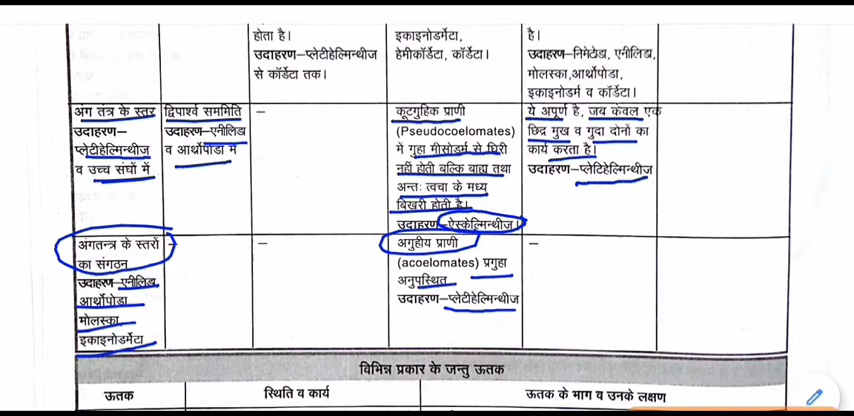 होता है।
उदाहरण–प्लेटीहेल्मिन्थीज
से कॉर्डेटा तक।
इकाइनोडर्मेटा,
हेमीकॉर्डेटा, कॉर्डेटा।
है।
उदाहरण–निमेटोडा, एनीलिडा,
मोलस्का,आर्थोपोडा,
इकाइनोडर्म व कॉर्डेटा।
अंग तंत्र के स्तर
उदाहरण–
प्लेटीहेल्मिन्थीज
व उच्च संघों में
द्विपार्श्व सममिति
उदाहरण–एनीलिडा
व आर्थोपोडा में
–
कूटगुहिक प्राणी
(Pseudocoelomates)
में गुहा मीसोडर्म से घिरी
नहीं होती बल्कि बाह्य तथा
अन्तः त्वचा के मध्य
बिखरी होती है।
उदाहरण–ऐस्केल्मिन्थीज।
ये अपूर्ण है, जब केवल एक
छिद्र मुख व गुदा दोनों का
कार्य करता है।
उदाहरण–प्लेटिहेल्मिन्थीज
अंगतन्त्र के स्तरों
का संगठन
उदाहरण–एनीलिडा,
आर्थोपोडा
मोलस्का
इकाइनोडर्मेटा
–
–
अगुहीय प्राणी
(acoelomates) प्रगुहा
अनुपस्थित
उदाहरण–प्लेटीहेल्मिन्थीज
–
विभिन्न प्रकार के जन्तु ऊतक
ऊतक
स्थिति व कार्य
ऊतक के भाग व उनके लक्षण